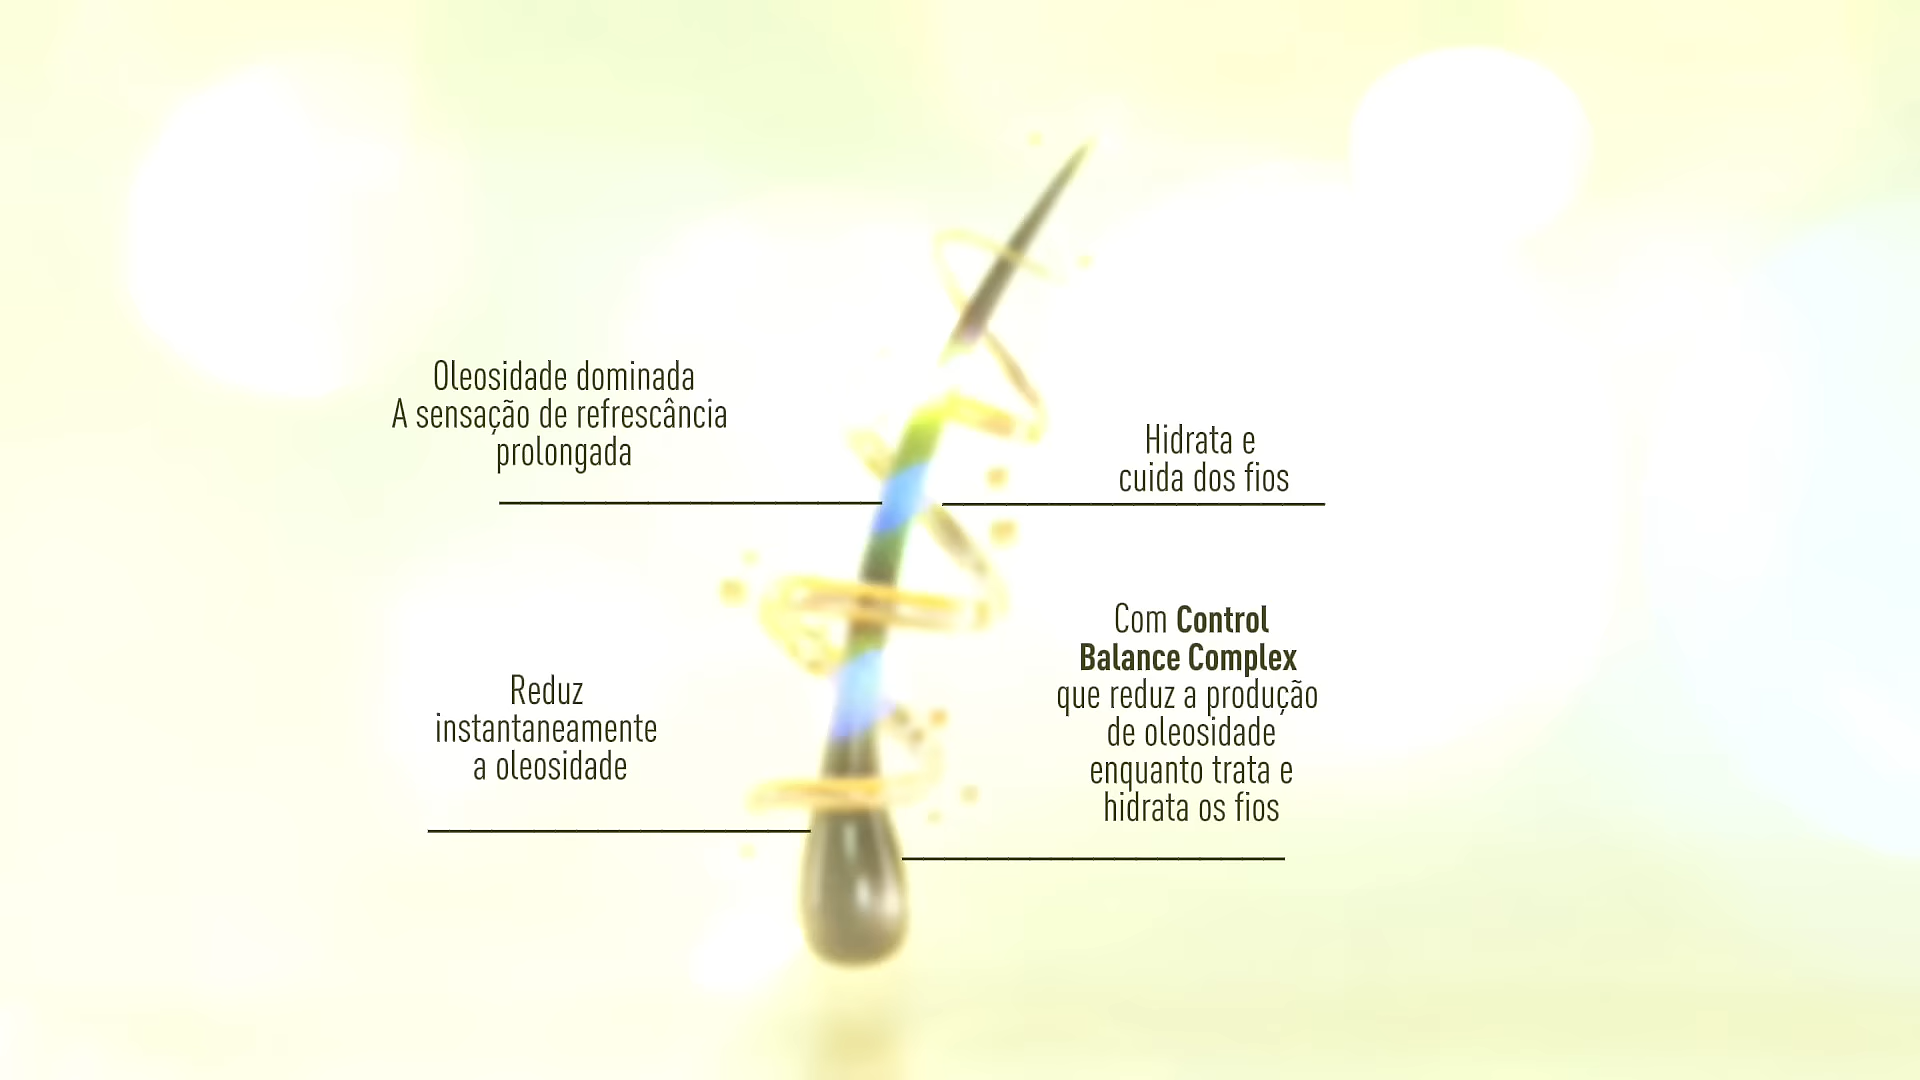 Oleosidade dominada
A sensação de refrescância
prolongada
Hidrata e
cuida dos fios
Reduz
instantaneamente
a oleosidade
Com Control
Balance Complex
que reduz a produção
de oleosidade
enquanto trata e
hidrata os fios